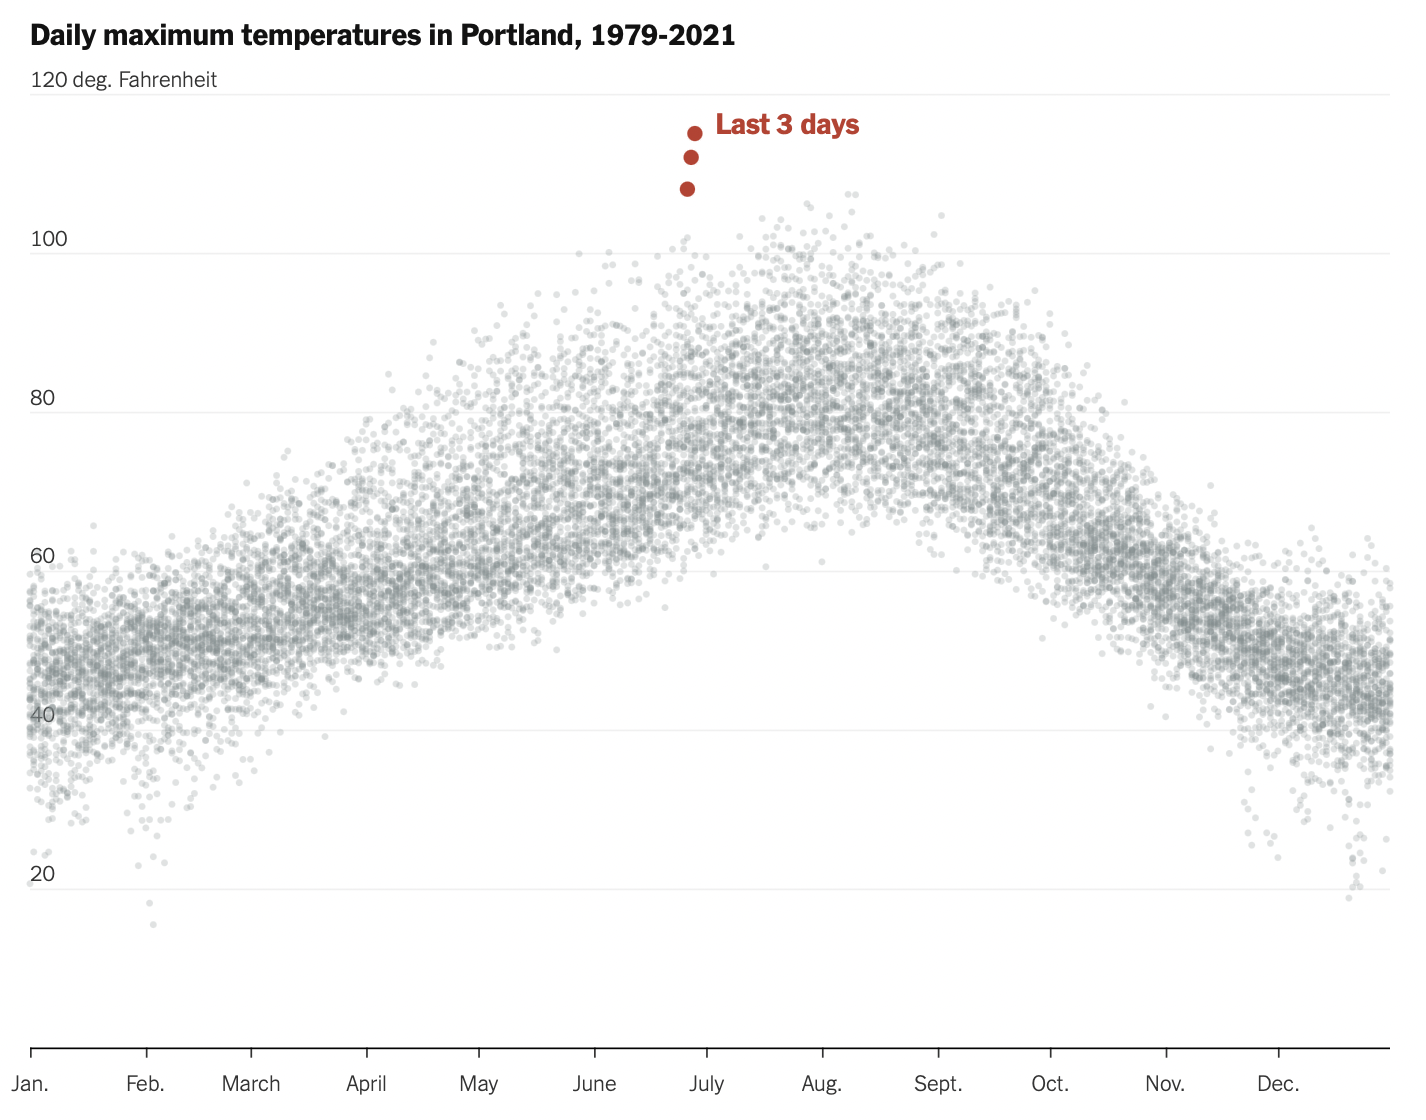 Daily maximum temperatures in Portland, 1979-2021
120 deg. Fahrenheit
Last 3 days
100
80
60
40
20
Jan. Feb. March April May June July Aug. Sept. Oct. Nov. Dec.